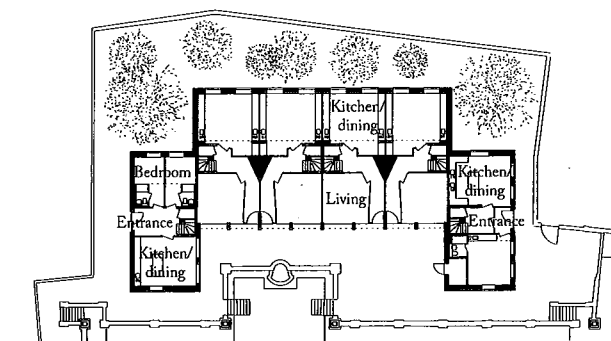 Kitchen/
dining
Bedroom
Kitchen/
dining
Living
Entrance
Entrance
Kitchen/
dining